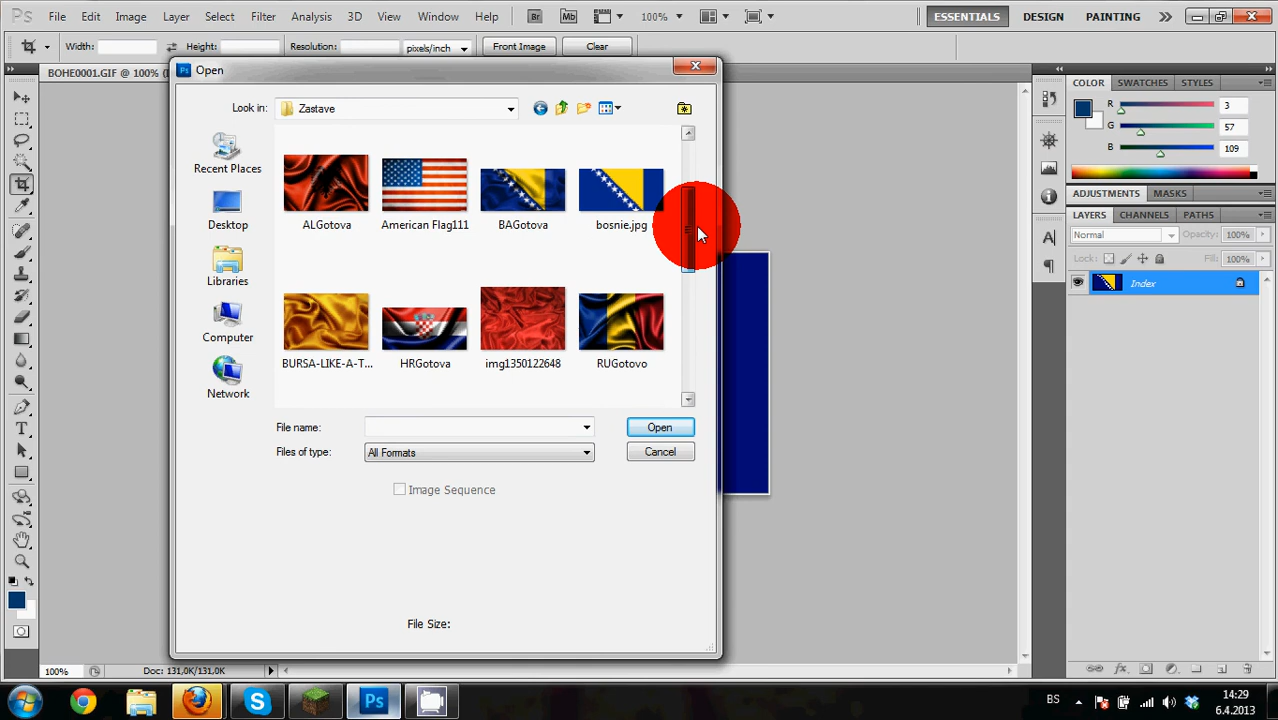 Ps File Edit Image Layer Select Filter Analysis 3D View Window Help Br Mb 100% ESSENTIALS DESIGN PAINTING
Width: Height: Resolution: pixels/inch Front Image Clear
BOHE0001.GIF @ 100% (
Open
Look in: Zastave
Recent Places
Desktop
Libraries
Computer
Network
ALGotova American Flag111 BAGotova bosnie.jpg
BURSA-LIKE-A-T... HRGotova img1350122648 RUGotovo
File name: Open
Files of type: All Formats Cancel
Image Sequence
File Size:
COLOR SWATCHES STYLES
R 3
G 57
B 109
ADJUSTMENTS MASKS
LAYERS CHANNELS PATHS
Normal Opacity: 100%
Lock: Fill: 100%
Index
100% Doc: 131,0K/131,0K
Ps BS 14:29
6.4.2013